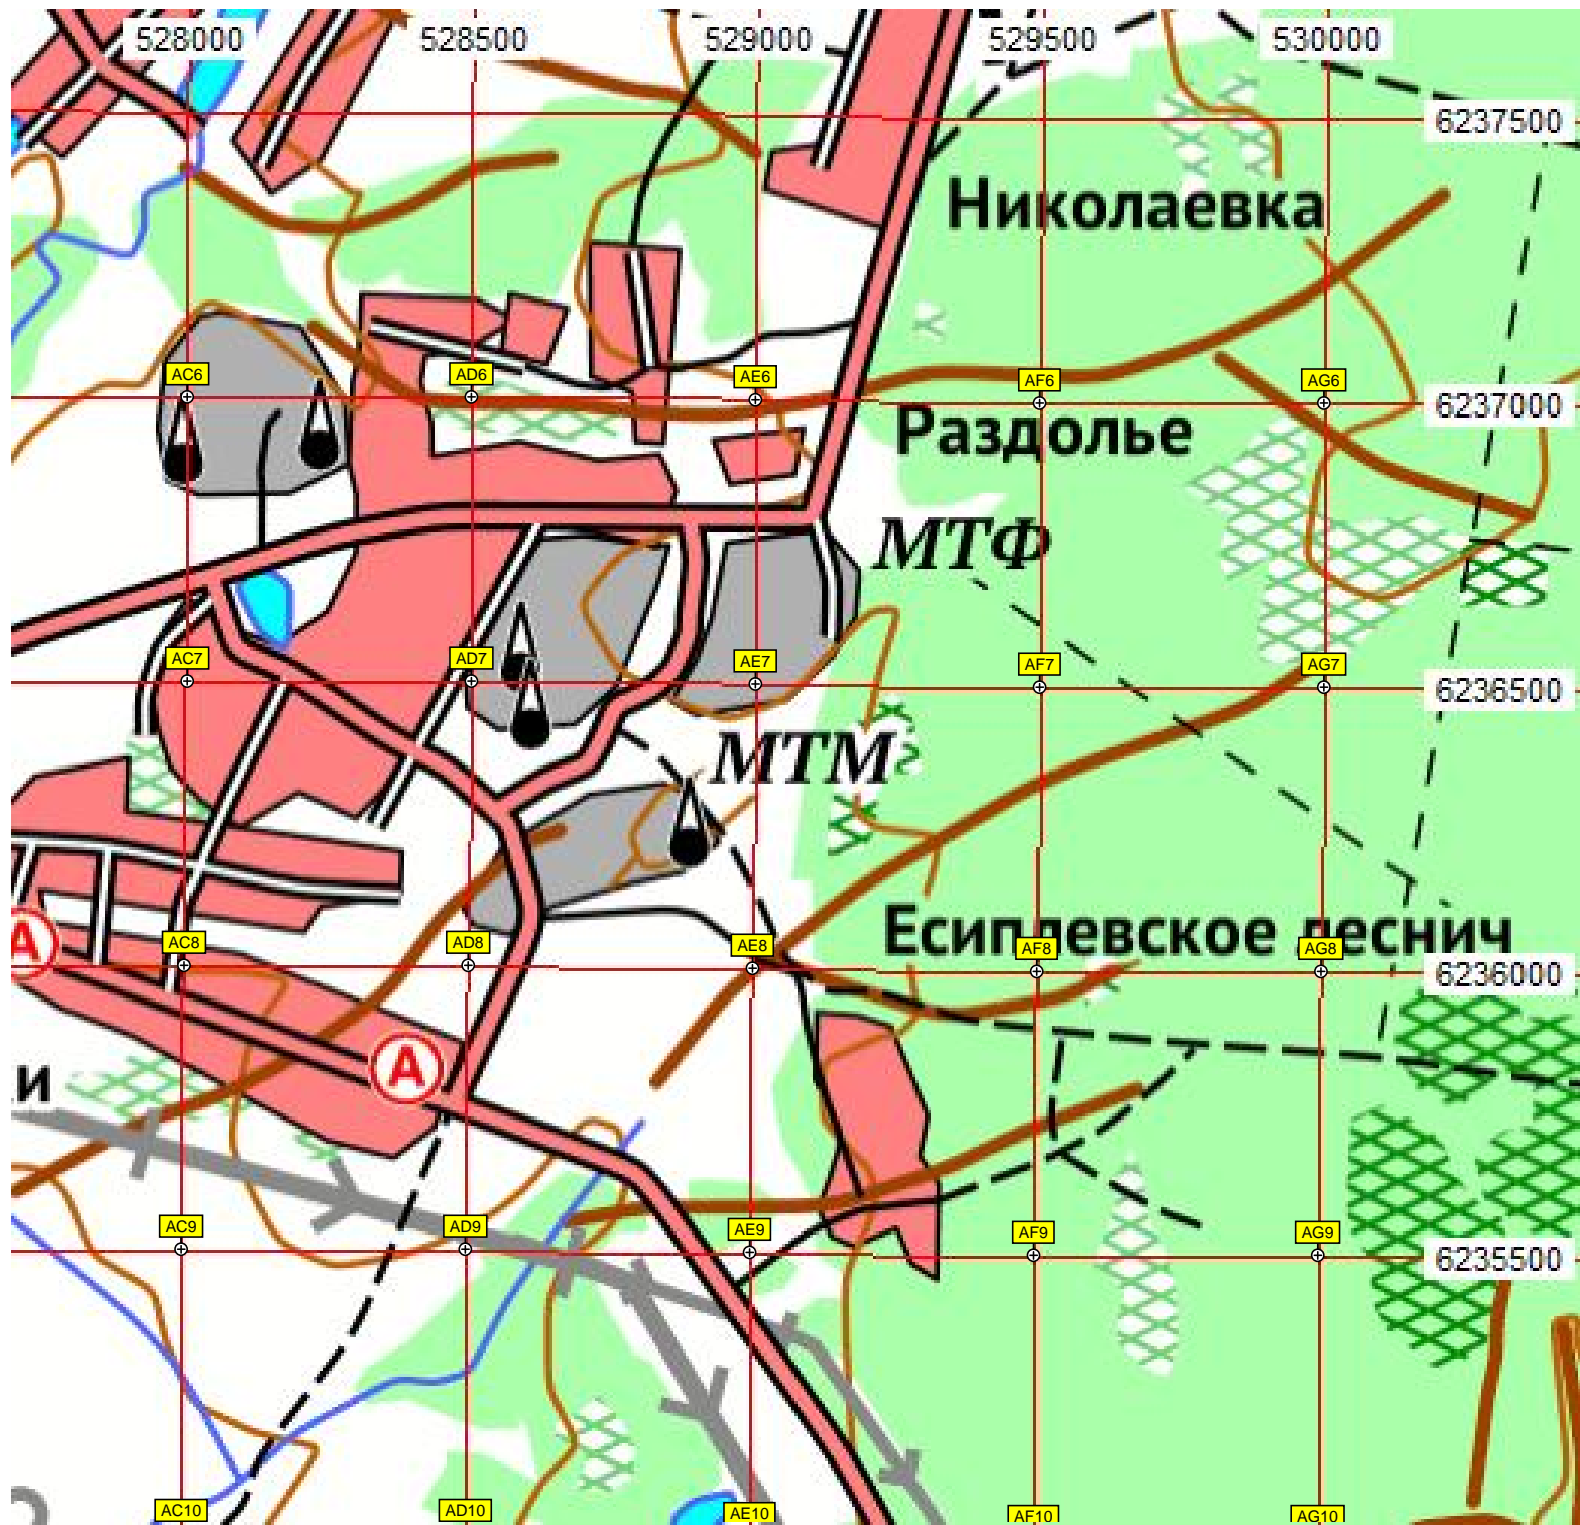 528000 528500 529000 529500 530000
6237500
Николаевка
AC6 AD6 AE6 AF6 AG6
6237000
Раздолье
МТФ
AC7 AD7 AE7 AF7 AG7
6236500
МТМ
Есиплевское леснич
А
AC8 AD8 AE8 AF8 AG8
6236000
А
и
AC9 AD9 AE9 AF9 AG9
6235500
AC10 AD10 AE10 AF10 AG10